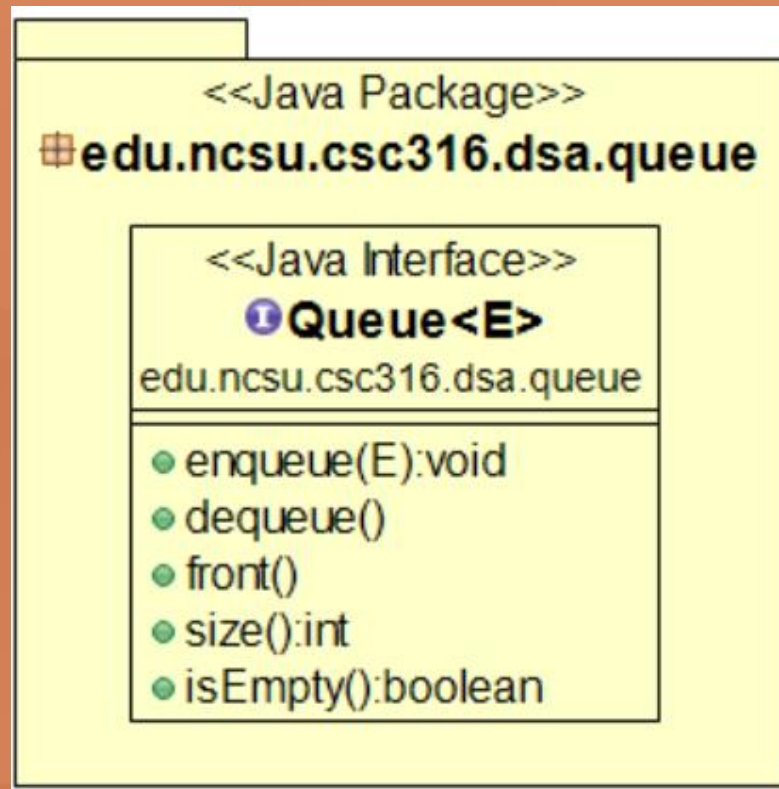 <<Java Package>>
edu.ncsu.csc316.dsa.queue
<<Java Interface>>
Queue<E>
edu.ncsu.csc316.dsa.queue
enqueue(E):void
dequeue()
front()
size():int
isEmpty():boolean